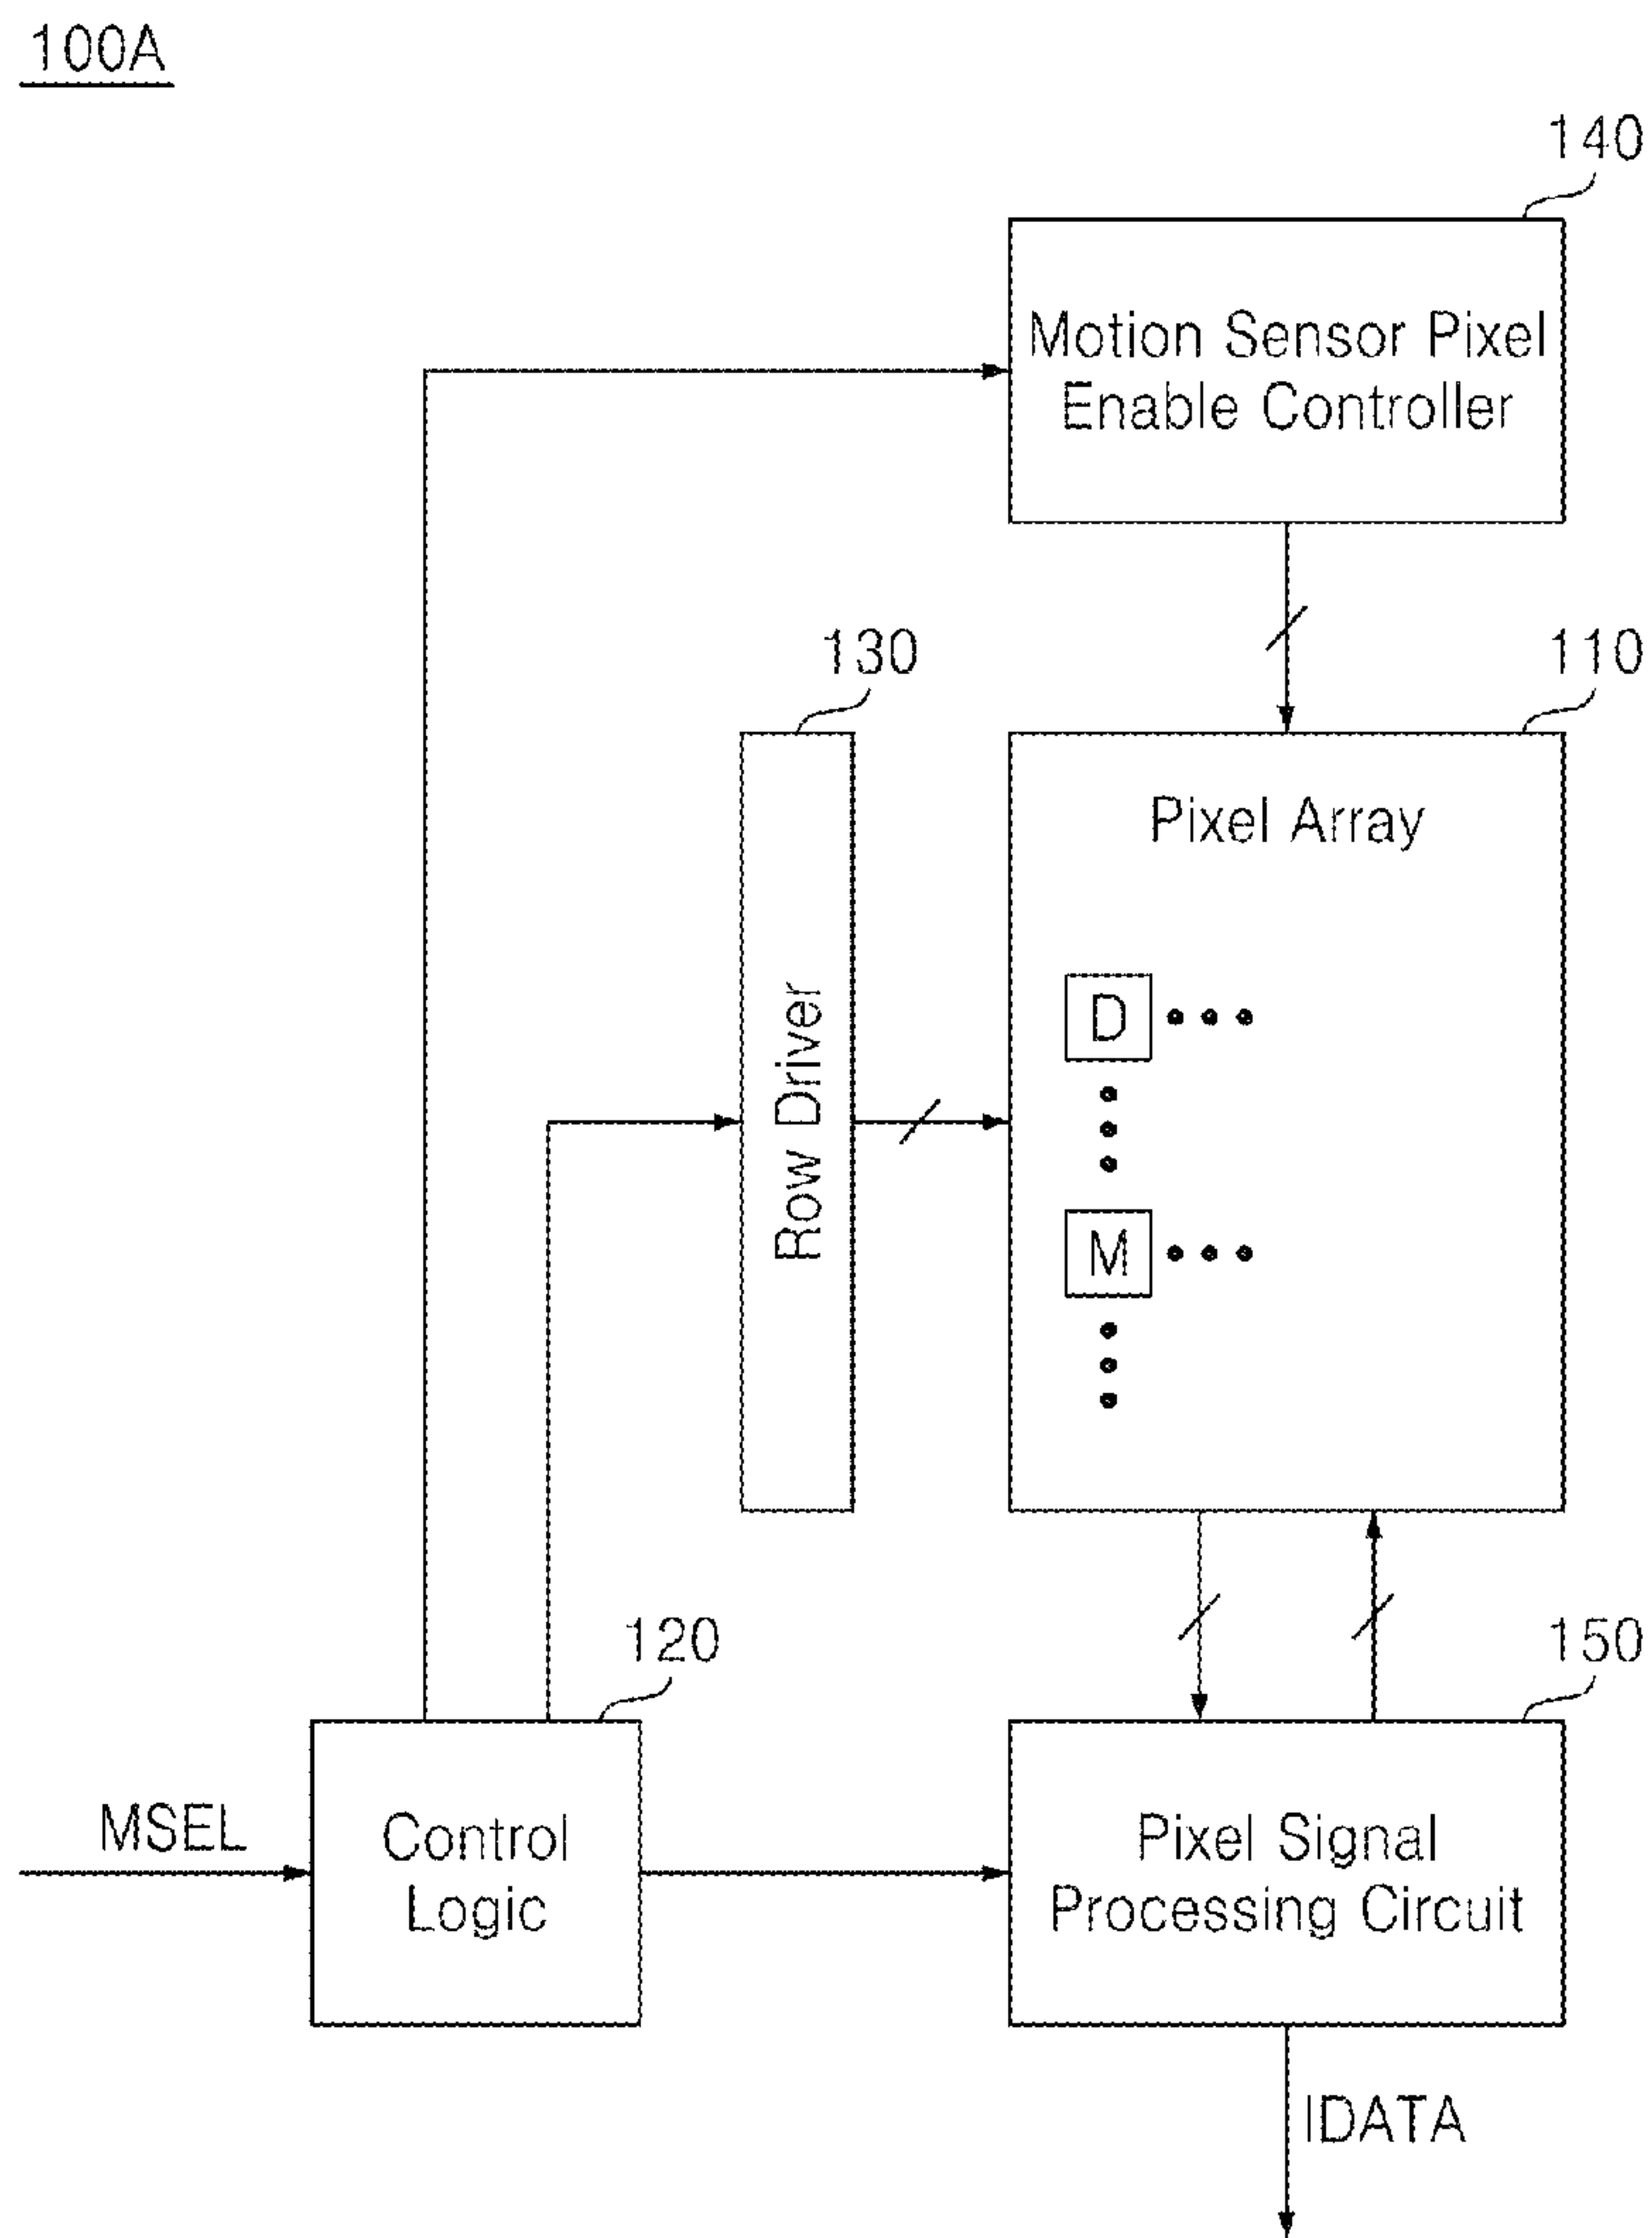 100A
140
Motion Sensor Pixel
Enable Controller
130
110
Pixel Array
Row Driver
D
M
120
150
MSEL
Control
Logic
Pixel Signal
Processing Circuit
IDATA